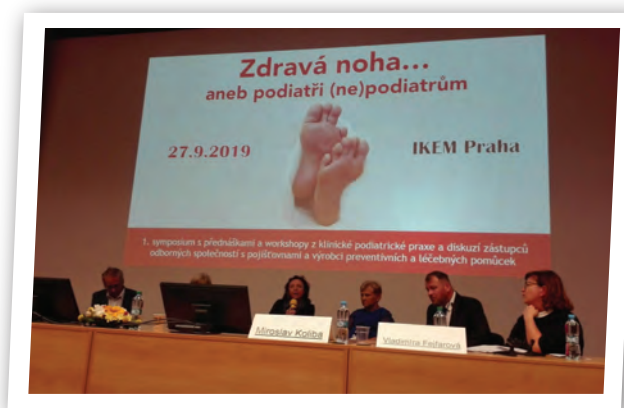 Zdravá noha...
aneb podiatři (ne)podiatrům
27.9.2019
IKEM Praha
1. symposium s přednáškami a workshopy z klinické podiatrické praxe a diskuzí zástupců
odborných společností s pojišťovnami a výrobci preventivních a léčebných pomůcek
Miroslav Koliba
Vladimíra Fejfarová